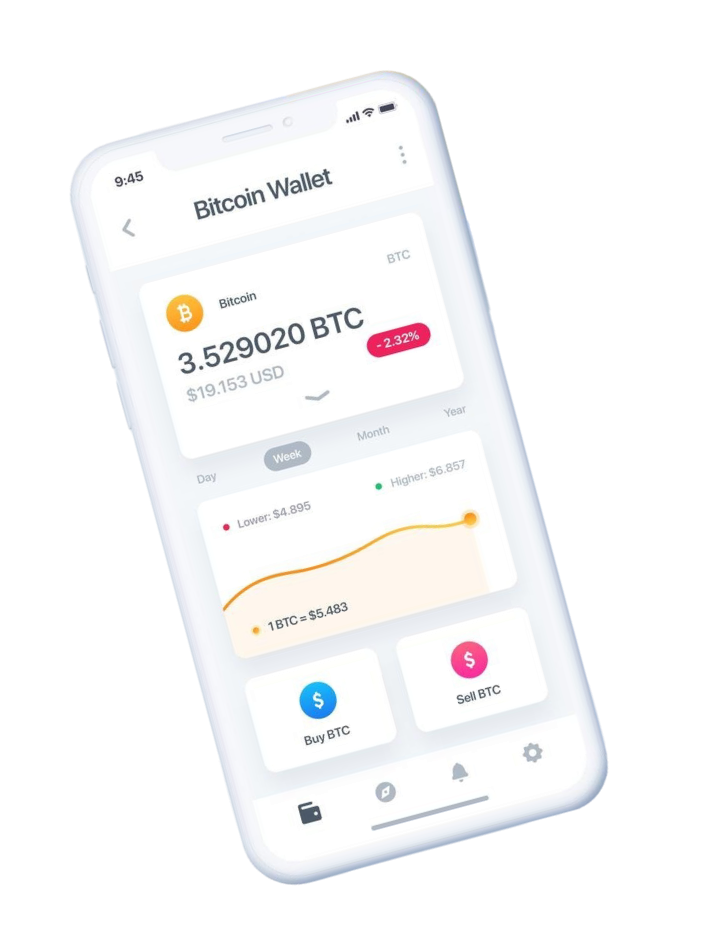 9:45
Bitcoin Wallet
BTC
Bitcoin
3.529020 BTC
$19.153 USD
- 2.32%
Day
Week
Month
Year
Lower: $4.895
Higher: $6.857
1 BTC = $5.483
Buy BTC
Sell BTC